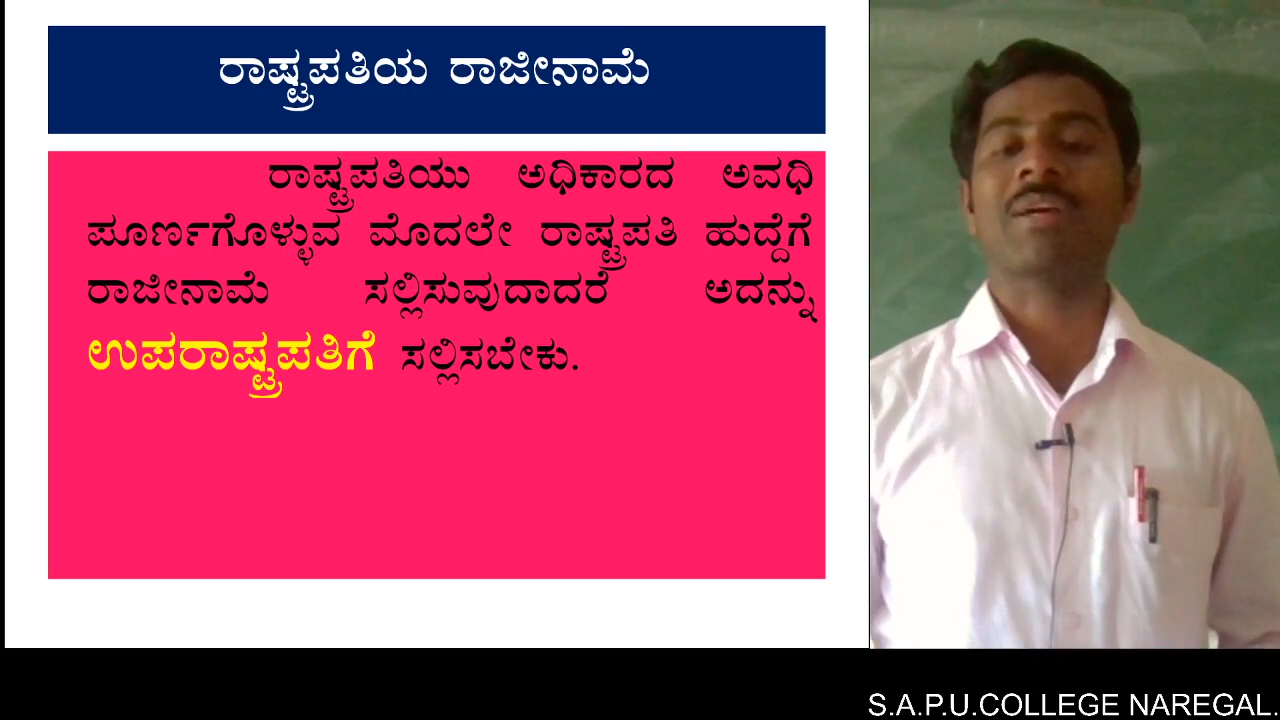 ರಾಷ್ಟ್ರಪತಿಯ ರಾಜೀನಾಮೆ
ರಾಷ್ಟ್ರಪತಿಯು ಅಧಿಕಾರದ ಅವಧಿ
ಪೂರ್ಣಗೊಳ್ಳುವ ಮೊದಲೇ ರಾಷ್ಟ್ರಪತಿ ಹುದ್ದೆಗೆ
ರಾಜೀನಾಮೆ ಸಲ್ಲಿಸುವುದಾದರೆ ಅದನ್ನು
ಉಪರಾಷ್ಟ್ರಪತಿಗೆ ಸಲ್ಲಿಸಬೇಕು.
S.A.P.U.COLLEGE NAREGAL.